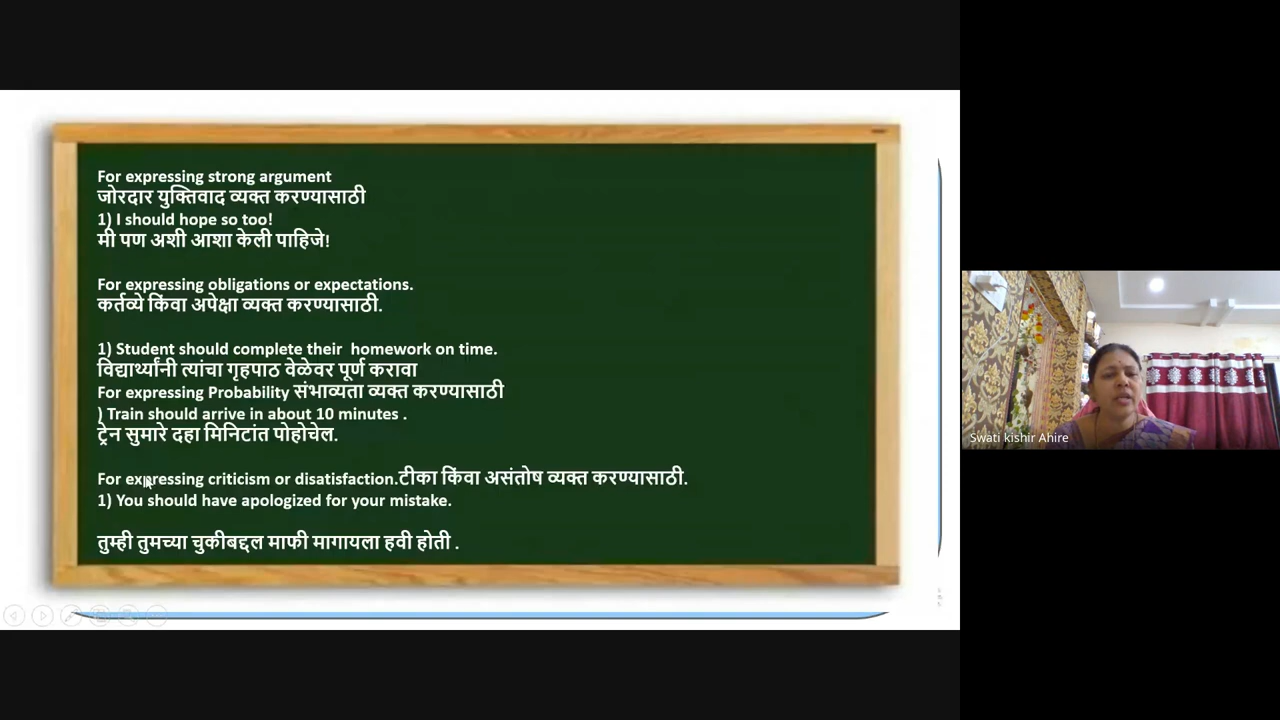 For expressing strong argument
जोरदार युक्तिवाद व्यक्त करण्यासाठी
1) I should hope so too!
मी पण अशी आशा केली पाहिजे!
For expressing obligations or expectations.
कर्तव्ये किंवा अपेक्षा व्यक्त करण्यासाठी.
1) Student should complete their  homework on time.
विद्यार्थ्यांनी त्यांचा गृहपाठ वेळेवर पूर्ण करावा
For expressing Probability संभाव्यता व्यक्त करण्यासाठी
) Train should arrive in about 10 minutes .
ट्रेन सुमारे दहा मिनिटांत पोहोचेल.
For expressing criticism or disatisfaction.टीका किंवा असंतोष व्यक्त करण्यासाठी.
1) You should have apologized for your mistake.
तुम्ही तुमच्या चुकीबद्दल माफी मागायला हवी होती .
Swati kishir Ahire